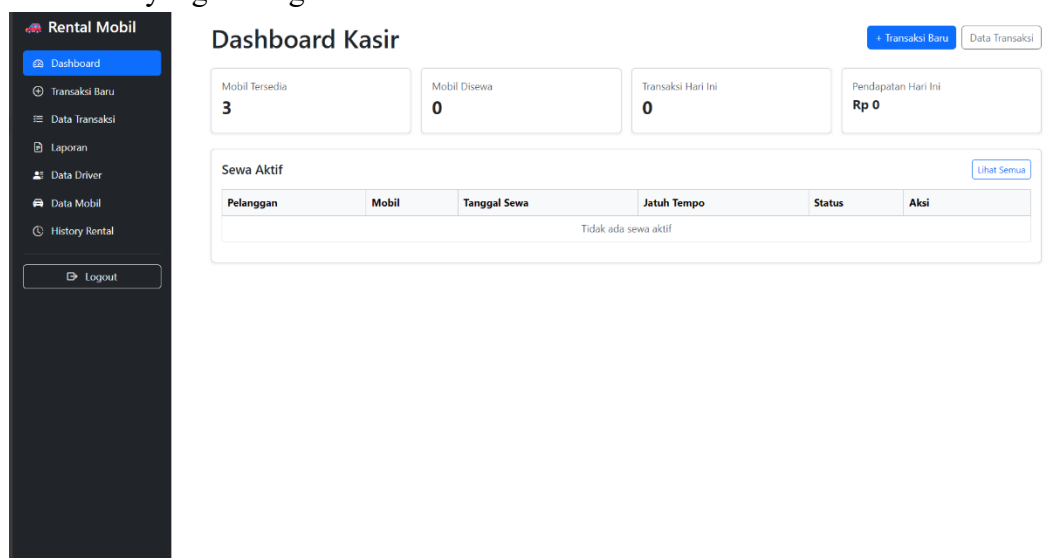 Rental Mobil
Dashboard
Transaksi Baru
Data Transaksi
Laporan
Data Driver
Data Mobil
History Rental
Logout
Dashboard Kasir
+ Transaksi Baru
Data Transaksi
Mobil Tersedia
3
Mobil Disewa
0
Transaksi Hari Ini
0
Pendapatan Hari Ini
Rp 0
Sewa Aktif
Lihat Semua
Pelanggan Mobil Tanggal Sewa Jatuh Tempo Status Aksi
Tidak ada sewa aktif